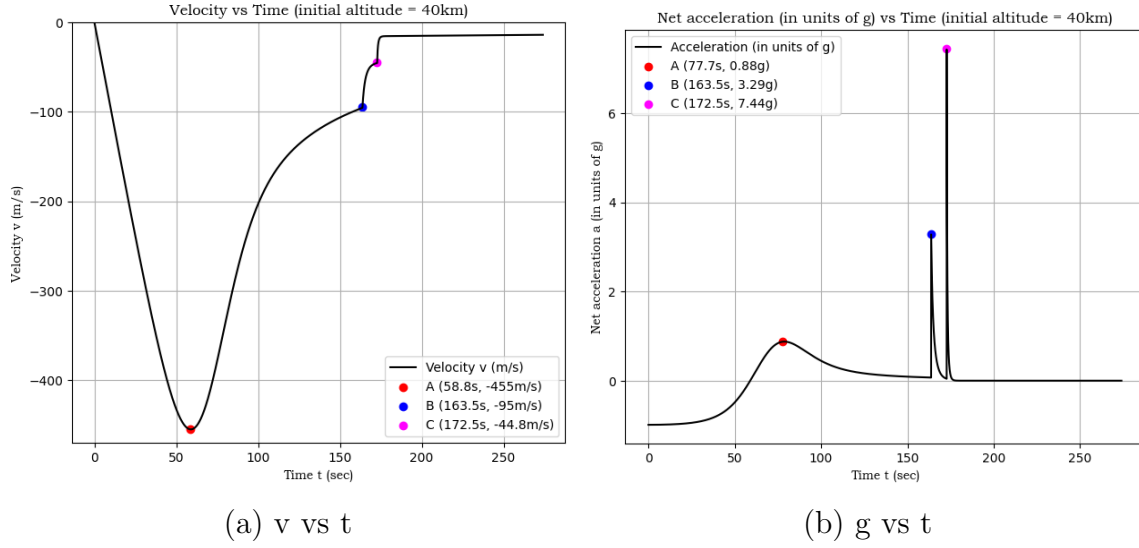 Velocity vs Time (initial altitude = 40km)
0
−100
−200
−300
−400
Velocity v (m/s)
Velocity v (m/s)
A (58.8s, -455m/s)
B (163.5s, -95m/s)
C (172.5s, -44.8m/s)
0
50
100
150
200
250
Time t (sec)
(a) v vs t
Net acceleration (in units of g) vs Time (initial altitude = 40km)
Acceleration (in units of g)
A (77.7s, 0.88g)
B (163.5s, 3.29g)
C (172.5s, 7.44g)
6
4
2
0
Net acceleration a (in units of g)
0
50
100
150
200
250
Time t (sec)
(b) g vs t